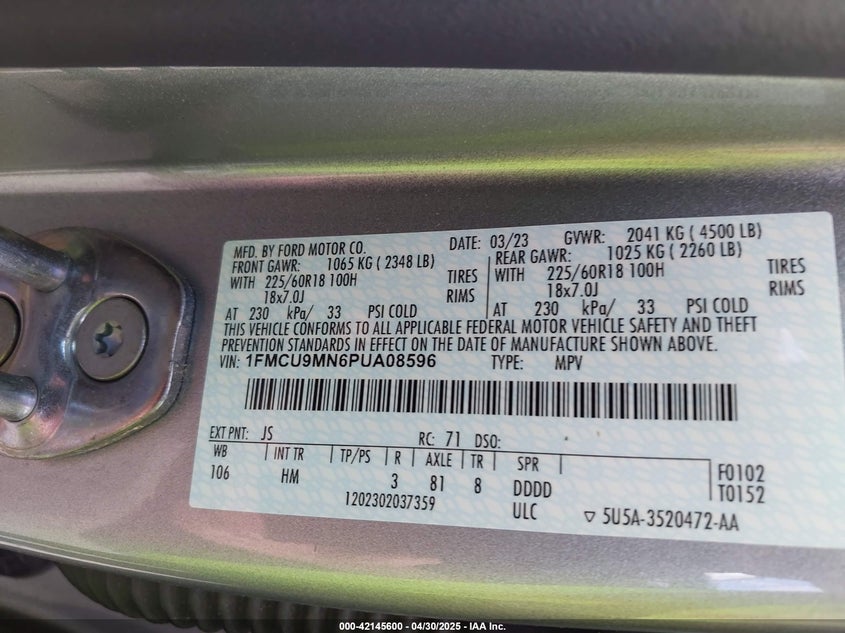 MFD. BY FORD MOTOR CO. DATE: 03/23 GVWR: 2041 KG ( 4500 LB)
FRONT GAWR: 1065 KG ( 2348 LB) REAR GAWR: 1025 KG ( 2260 LB)
WITH 225/60R18 100H TIRES WITH 225/60R18 100H TIRES
18x7.0J RIMS 18x7.0J RIMS
AT 230 kPa/ 33 PSI COLD AT 230 kPa/ 33 PSI COLD
THIS VEHICLE CONFORMS TO ALL APPLICABLE FEDERAL MOTOR VEHICLE SAFETY AND THEFT
PREVENTION STANDARDS IN EFFECT ON THE DATE OF MANUFACTURE SHOWN ABOVE.
VIN: 1FMCU9MN6PUA08596 TYPE: MPV
EXT PNT: JS RC: 71 DSO:
WB INT TR TP/PS R AXLE TR SPR F0102
106 HM 3 81 8 DDDD T0152
1202302037359 ULC ▽ 5U5A-3520472-AA
000-42145600 - 04/30/2025 - IAA Inc.